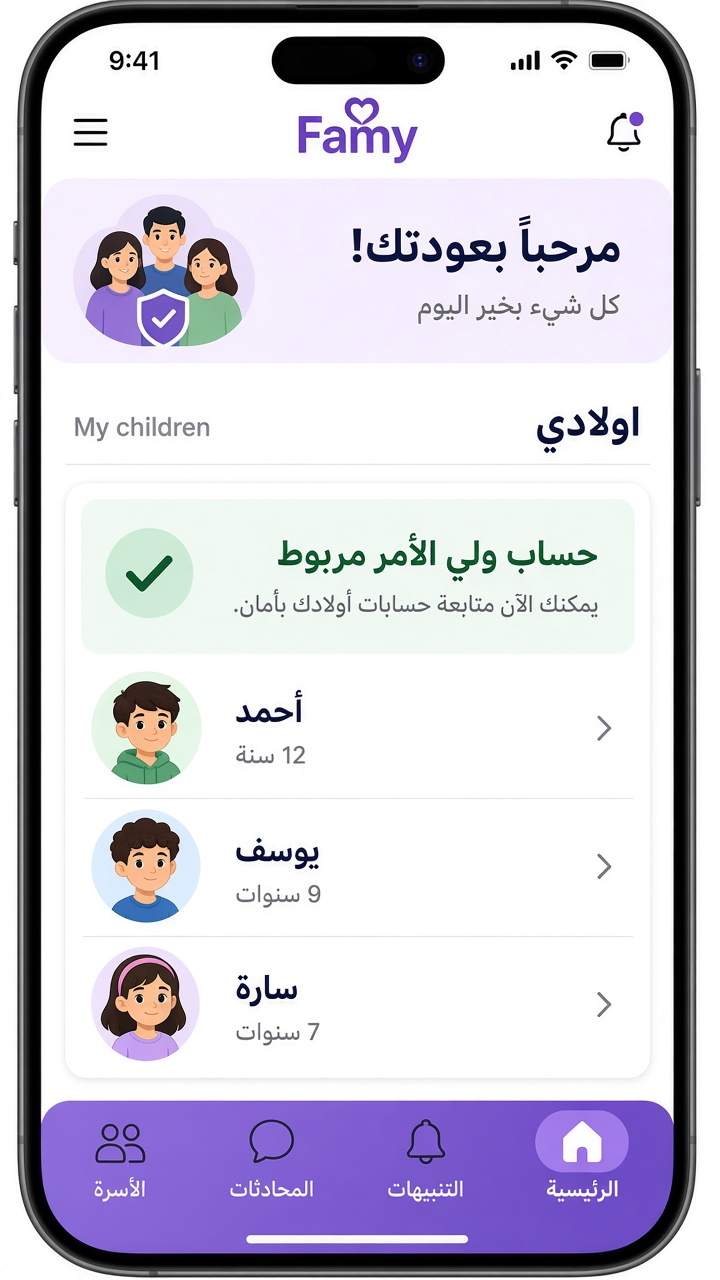 9:41
Famy
مرحباً بعودتك!
كل شيء بخير اليوم
اولادي
My children
حساب ولي الأمر مربوط
يمكنك الآن متابعة حسابات أولادك بأمان.
أحمد
12 سنة
يوسف
9 سنوات
سارة
7 سنوات
الرئيسية
التنبيهات
المحادثات
الأسرة